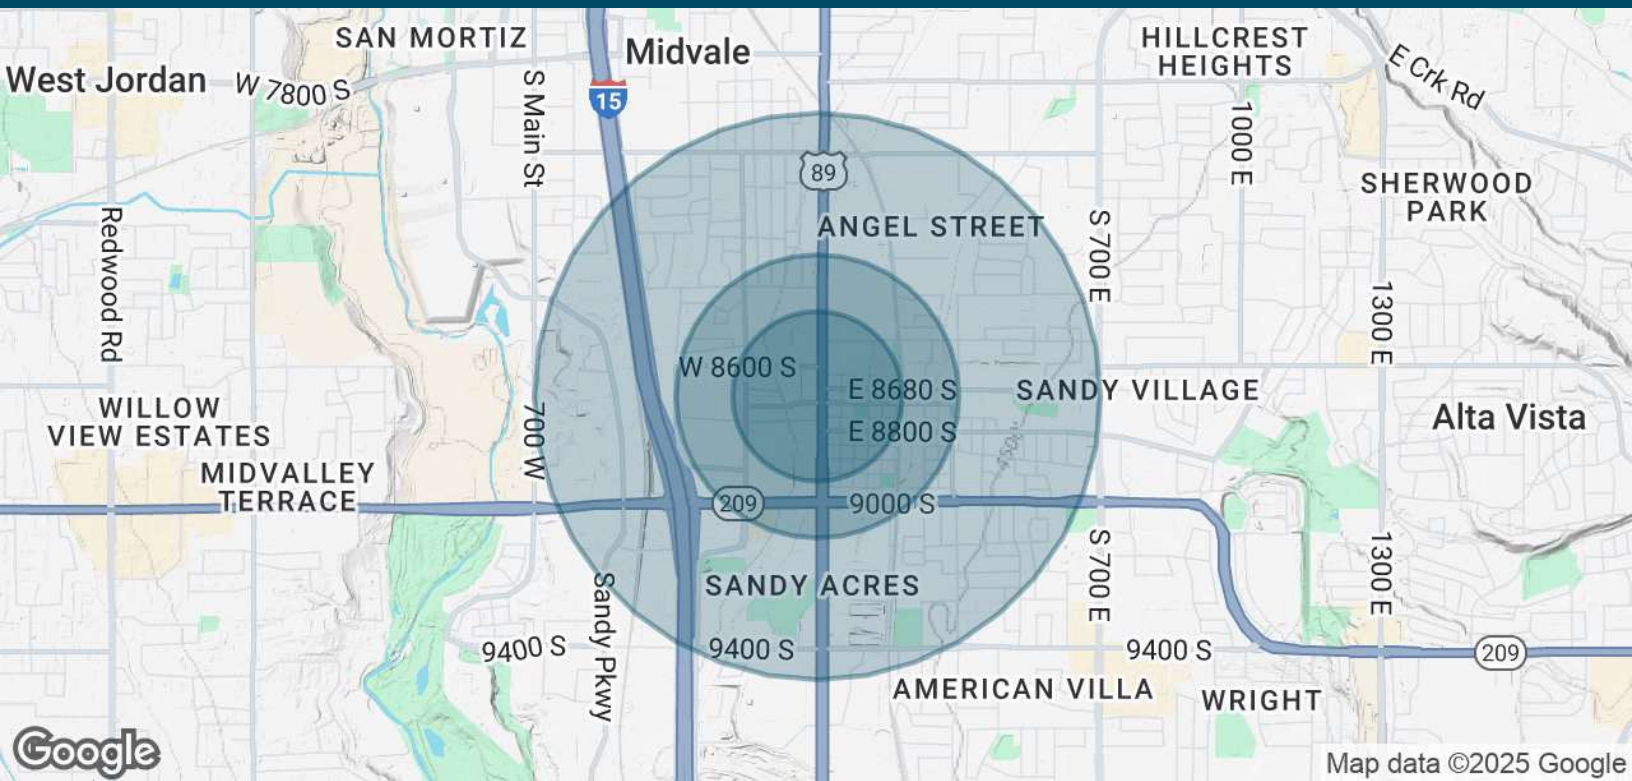 SAN MORTIZ
Midvale
HILLCREST
HEIGHTS
West Jordan
W 7800 S
S Main St
15
E Crk Rd
1000 E
89
SHERWOOD
PARK
ANGEL STREET
Redwood Rd
S 700 E
1300 E
W 8600 S
E 8680 S
SANDY VILLAGE
WILLOW
VIEW ESTATES
700 W
E 8800 S
450 E
Alta Vista
MIDVALLEY
TERRACE
209
9000 S
S 700 E
1300 E
SANDY ACRES
Sandy Pkwy
9400 S
9400 S
9400 S
209
AMERICAN VILLA
WRIGHT
Google
Map data ©2025 Google